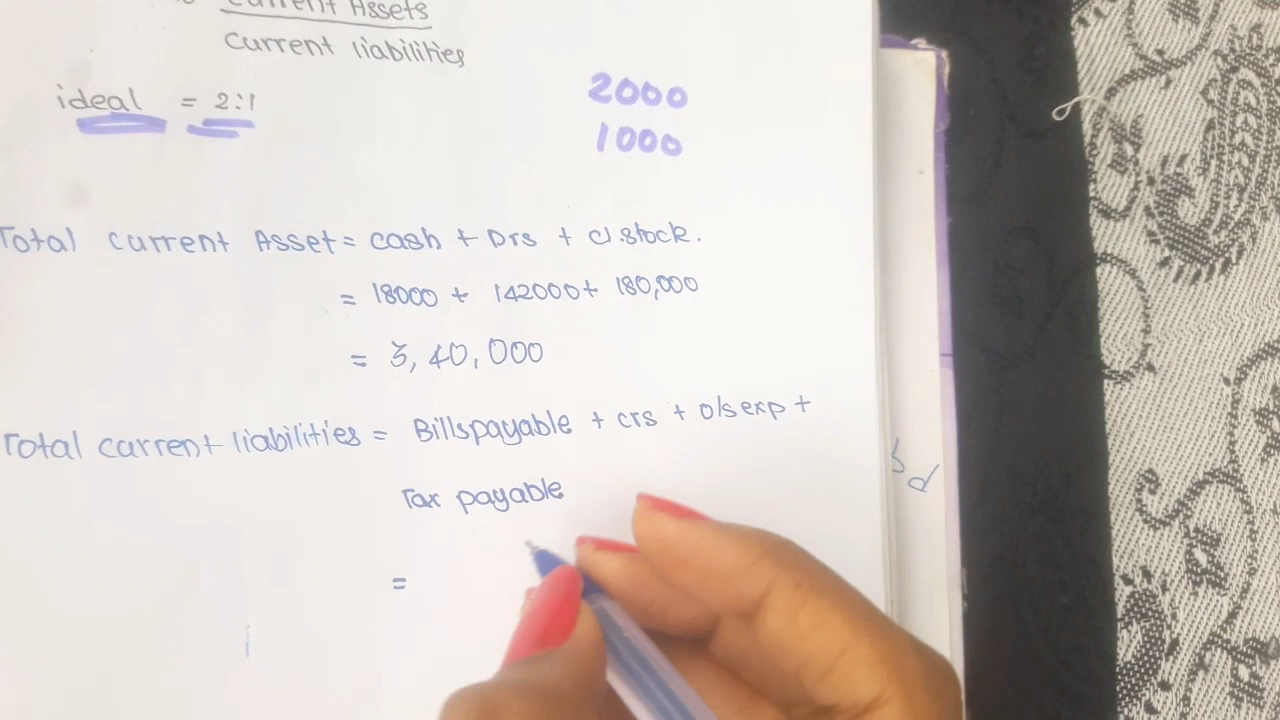 Current Assets
Current liabilities
ideal = 2:1
2000
1000
Total current Asset = cash + Drs + cl.stock.
= 18000 + 142000 + 180,000
= 3,40,000
Total current liabilities = Billspayable + crs + o/s exp +
Tax payable
=